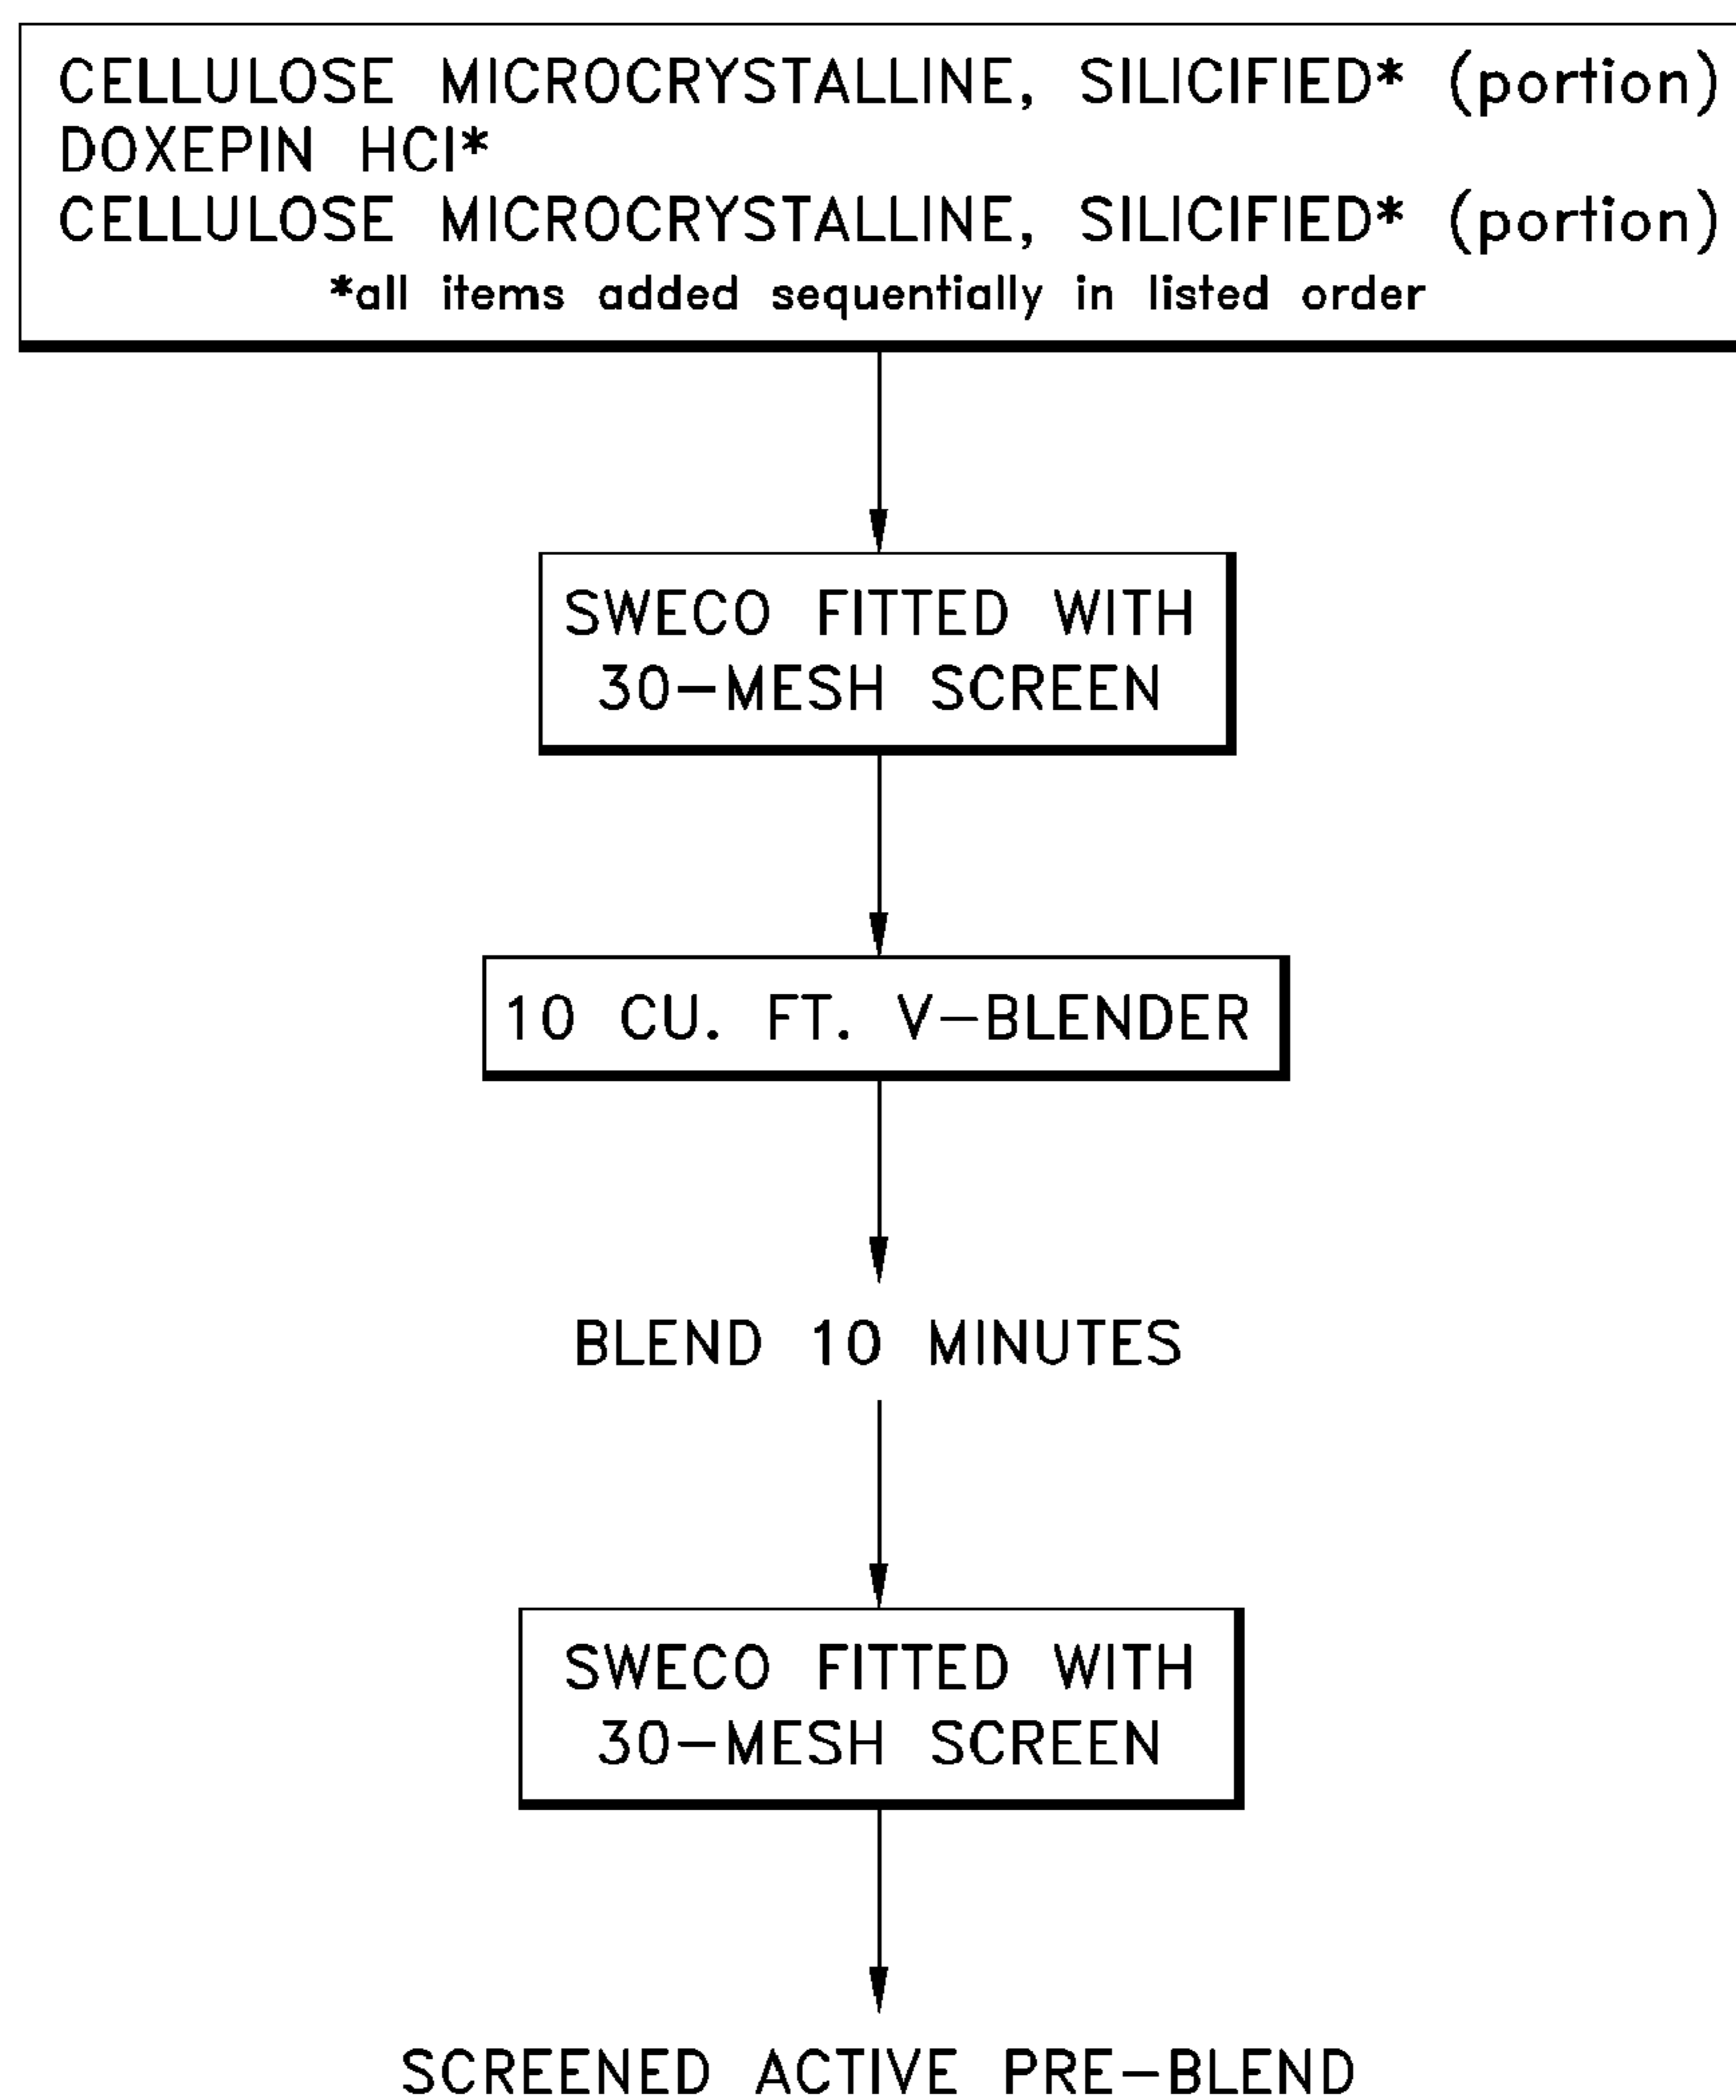 CELLULOSE MICROCRYSTALLINE, SILICIFIED* (portion)
DOXEPIN HCl*
CELLULOSE MICROCRYSTALLINE, SILICIFIED* (portion)
*all items added sequentially in listed order
SWECO FITTED WITH
30-MESH SCREEN
10 CU. FT. V-BLENDER
BLEND 10 MINUTES
SWECO FITTED WITH
30-MESH SCREEN
SCREENED ACTIVE PRE-BLEND